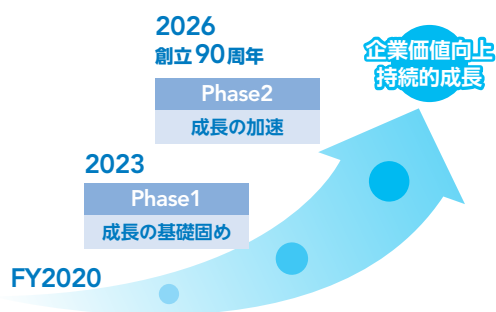 2026
創立90周年
Phase2
成長の加速
企業価値向上
持続的成長
2023
Phase1
成長の基礎固め
FY2020